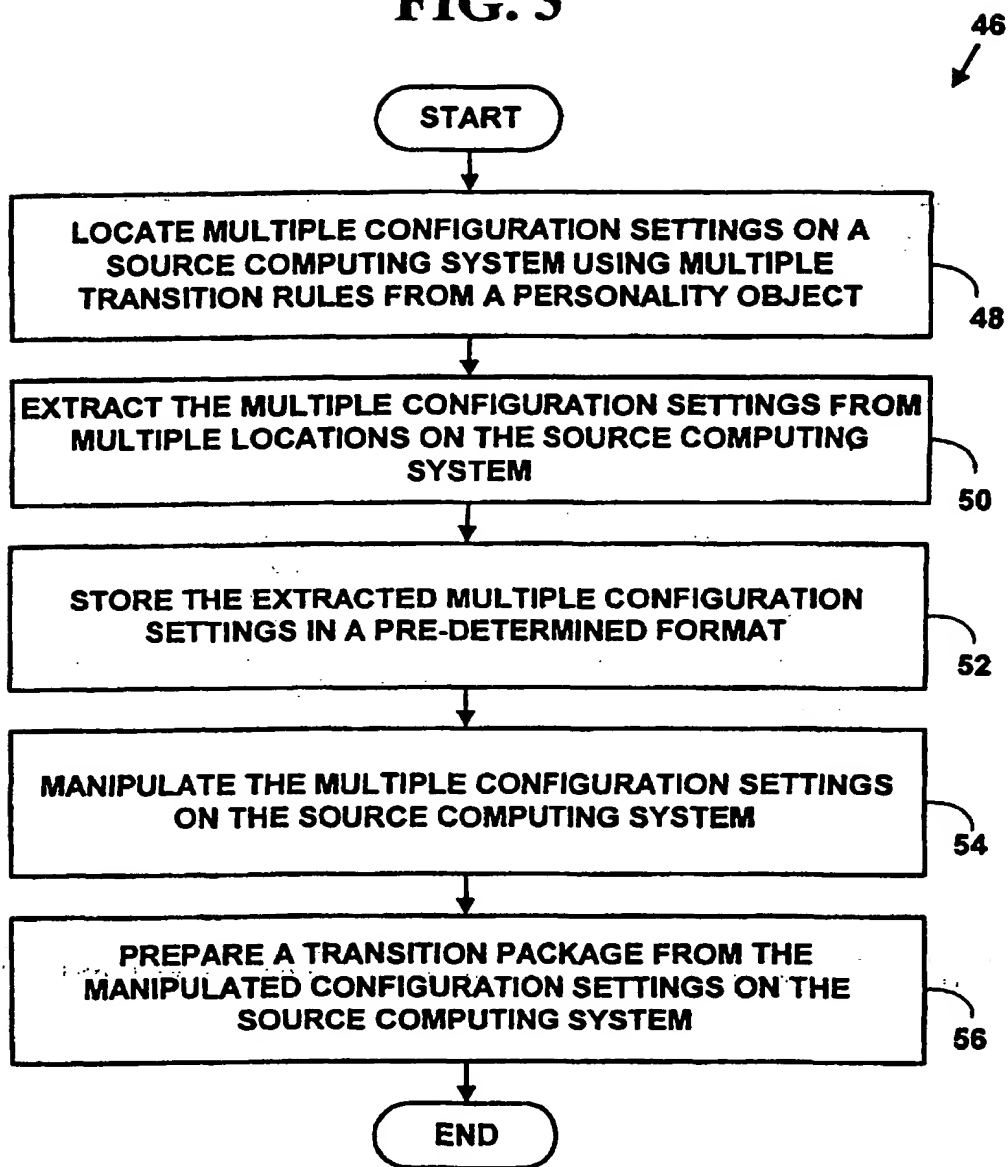 FIG.
46
START
LOCATE MULTIPLE CONFIGURATION SETTINGS ON A
SOURCE COMPUTING SYSTEM USING MULTIPLE
TRANSITION RULES FROM A PERSONALITY OBJECT
48
EXTRACT THE MULTIPLE CONFIGURATION SETTINGS FROM
MULTIPLE LOCATIONS ON THE SOURCE COMPUTING
SYSTEM
50
STORE THE EXTRACTED MULTIPLE CONFIGURATION
SETTINGS IN A PRE-DETERMINED FORMAT
52
MANIPULATE THE MULTIPLE CONFIGURATION SETTINGS
ON THE SOURCE COMPUTING SYSTEM
54
PREPARE A TRANSITION PACKAGE FROM THE
MANIPULATED CONFIGURATION SETTINGS ON THE
SOURCE COMPUTING SYSTEM
56
END